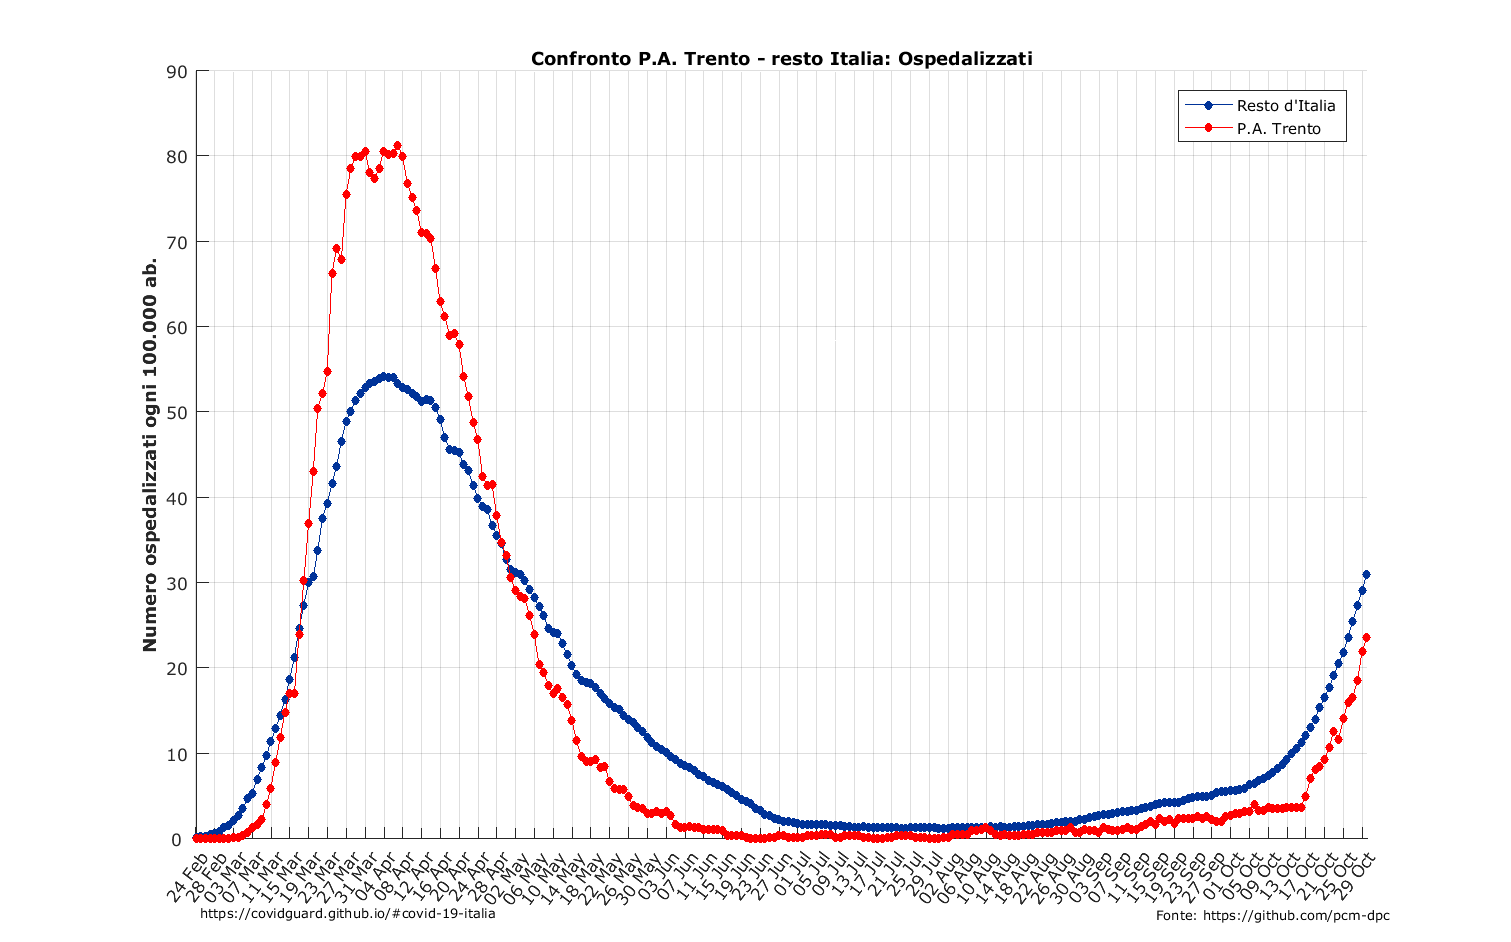 Confronto P.A. Trento - resto Italia: Ospedalizzati
Resto d'Italia
P.A. Trento
Numero ospedalizzati ogni 100.000 ab.
90
80
70
60
50
40
30
20
10
0
24 Feb
28 Feb
03 Mar
07 Mar
11 Mar
15 Mar
19 Mar
23 Mar
27 Mar
31 Mar
04 Apr
08 Apr
12 Apr
16 Apr
20 Apr
24 Apr
28 Apr
02 May
06 May
10 May
14 May
18 May
22 May
26 May
30 May
03 Jun
07 Jun
11 Jun
15 Jun
19 Jun
23 Jun
27 Jun
01 Jul
05 Jul
09 Jul
13 Jul
17 Jul
21 Jul
25 Jul
29 Jul
02 Aug
06 Aug
10 Aug
14 Aug
18 Aug
22 Aug
26 Aug
30 Aug
03 Sep
07 Sep
11 Sep
15 Sep
19 Sep
23 Sep
27 Sep
01 Oct
05 Oct
09 Oct
13 Oct
17 Oct
21 Oct
25 Oct
29 Oct
https://covidguard.github.io/#covid-19-italia
Fonte: https://github.com/pcm-dpc